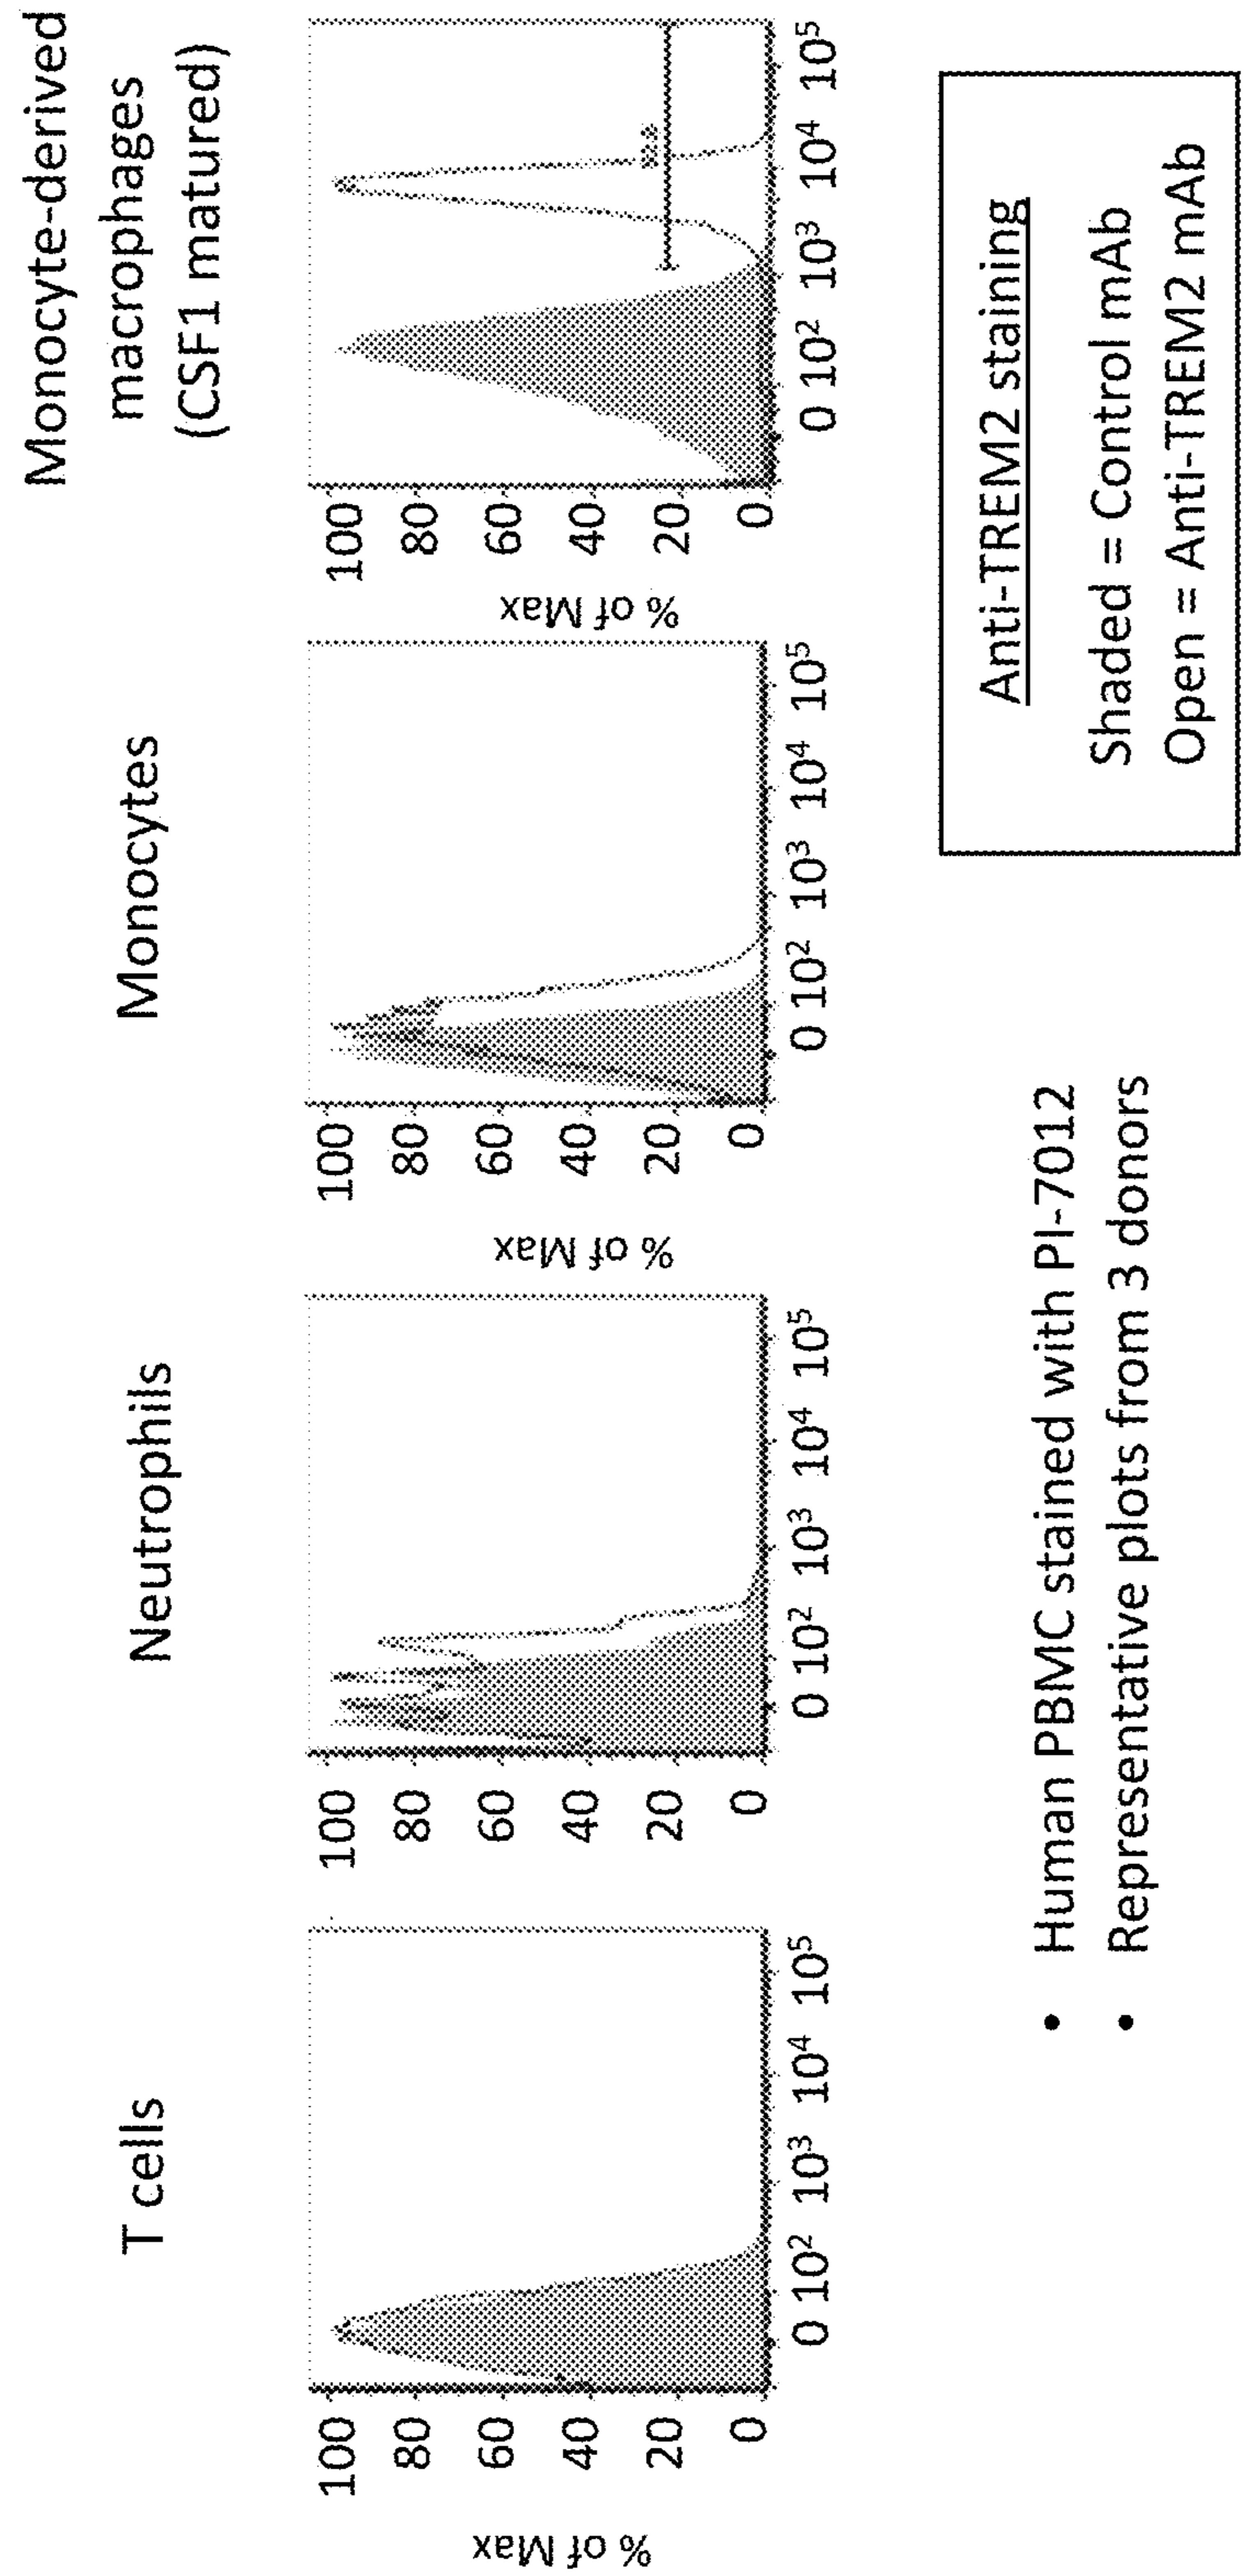 T cells
% of Max
100
80
60
40
20
0
0 10² 10³ 10⁴ 10⁵
Neutrophils
100
80
60
40
20
0
0 10² 10³ 10⁴ 10⁵
Monocytes
% of Max
100
80
60
40
20
0
0 10² 10³ 10⁴ 10⁵
Monocyte-derived
macrophages
(CSF1 matured)
% of Max
100
80
60
40
20
0
0 10² 10³ 10⁴ 10⁵
• Human PBMC stained with PI-7012
• Representative plots from 3 donors
Anti-TREM2 staining
Shaded = Control mAb
Open = Anti-TREM2 mAb